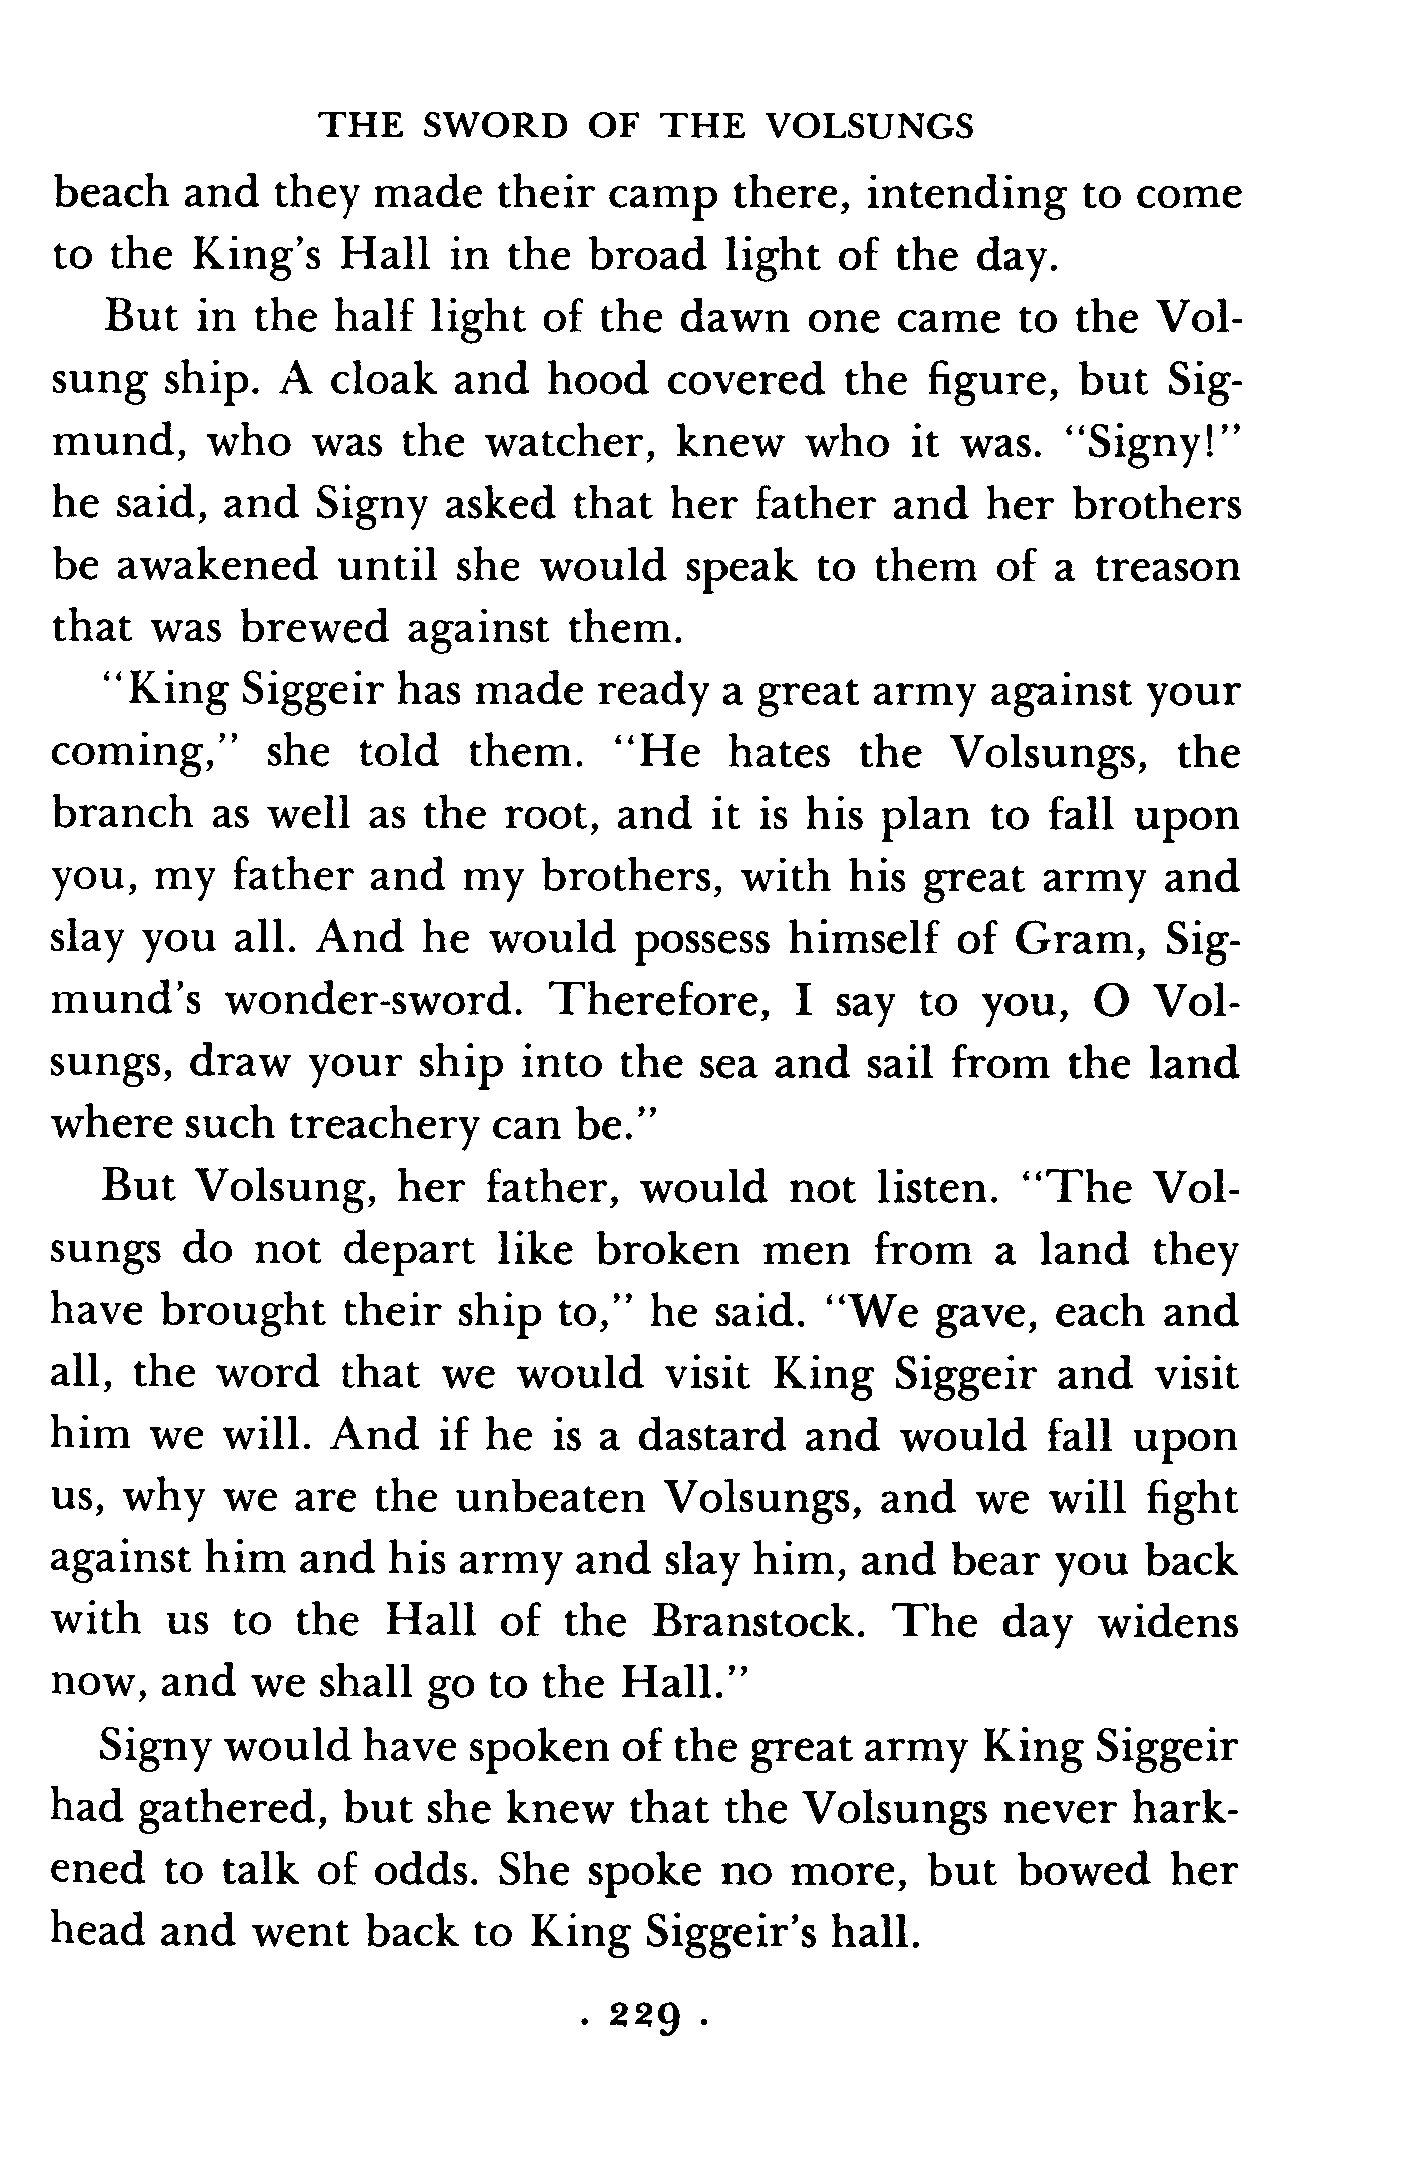 THE SWORD OF THE VOLSUNGS
beach and they made their camp there, intending to come
to the King's Hall in the broad light of the day.
But in the half light of the dawn one came to the Vol-
sung ship. A cloak and hood covered the figure, but Sig-
mund, who was the watcher, knew who it was. "Signy!"
he said, and Signy asked that her father and her brothers
be awakened until she would speak to them of a treason
that was brewed against them.
"King Siggeir has made ready a great army against your
coming," she told them. "He hates the Volsungs, the
branch as well as the root, and it is his plan to fall upon
you, my father and my brothers, with his great army and
slay you all. And he would possess himself of Gram, Sig-
mund's wonder-sword. Therefore, I say to you, O Vol-
sungs, draw your ship into the sea and sail from the land
where such treachery can be."
But Volsung, her father, would not listen. "The Vol-
sungs do not depart like broken men from a land they
have brought their ship to," he said. "We gave, each and
all, the word that we would visit King Siggeir and visit
him we will. And if he is a dastard and would fall upon
us, why we are the unbeaten Volsungs, and we will fight
against him and his army and slay him, and bear you back
with us to the Hall of the Branstock. The day widens
now, and we shall go to the Hall."
Signy would have spoken of the great army King Siggeir
had gathered, but she knew that the Volsungs never hark-
ened to talk of odds. She spoke no more, but bowed her
head and went back to King Siggeir's hall.
. 229 .